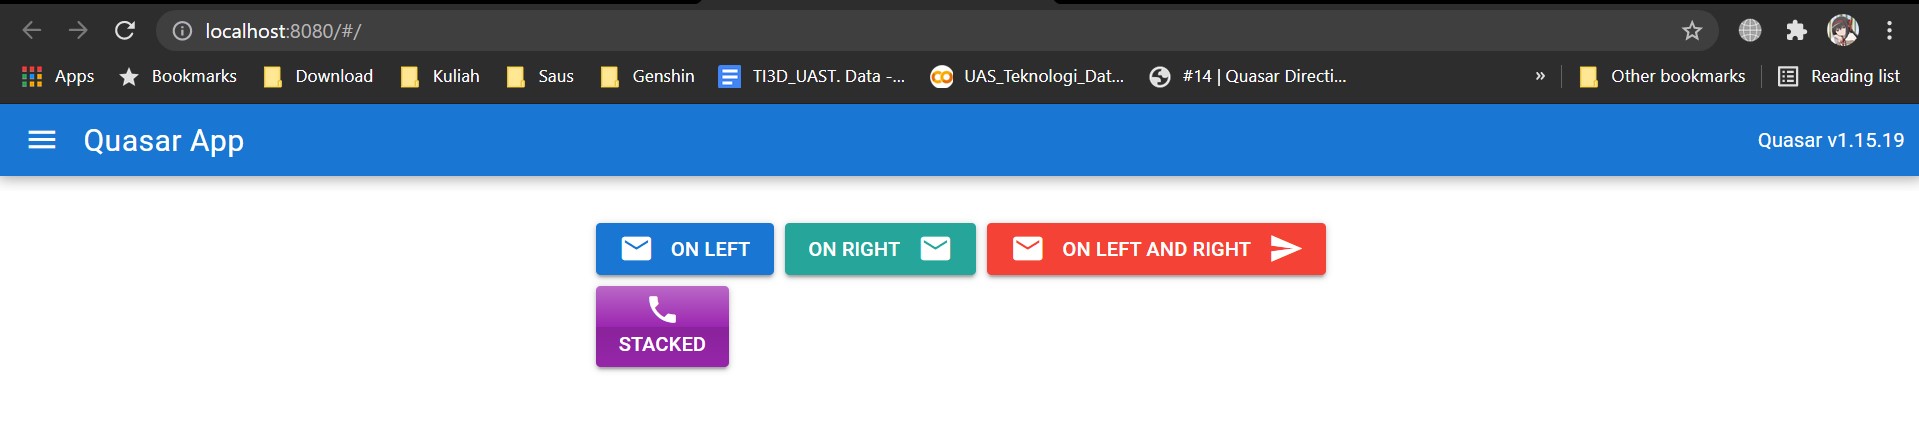 localhost:8080/#/
Apps Bookmarks Download Kuliah Saus Genshin TI3D_UAST. Data -... UAS_Teknologi_Dat... #14 | Quasar Directi... » Other bookmarks Reading list
Quasar App Quasar v1.15.19
ON LEFT ON RIGHT ON LEFT AND RIGHT
STACKED